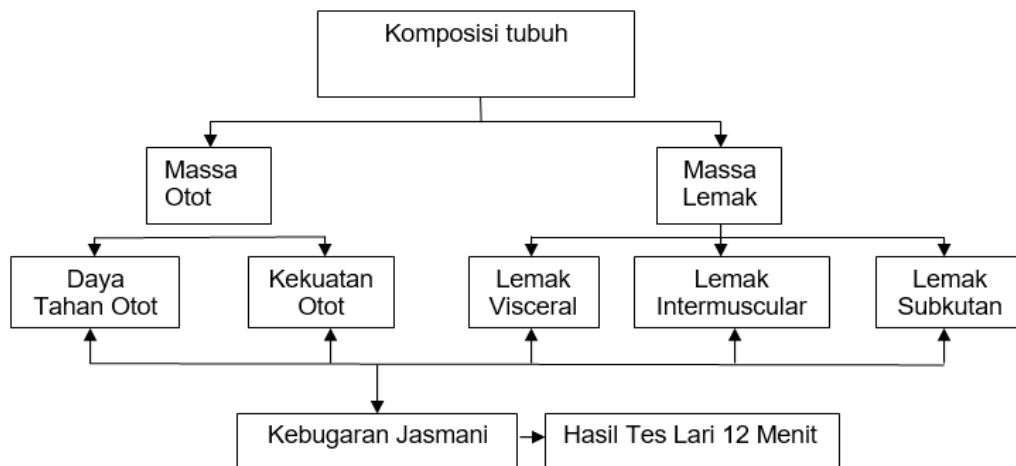 Komposisi tubuh
Massa
Otot
Massa
Lemak
Daya
Tahan Otot
Kekuatan
Otot
Lemak
Visceral
Lemak
Intermuscular
Lemak
Subkutan
Kebugaran Jasmani
Hasil Tes Lari 12 Menit